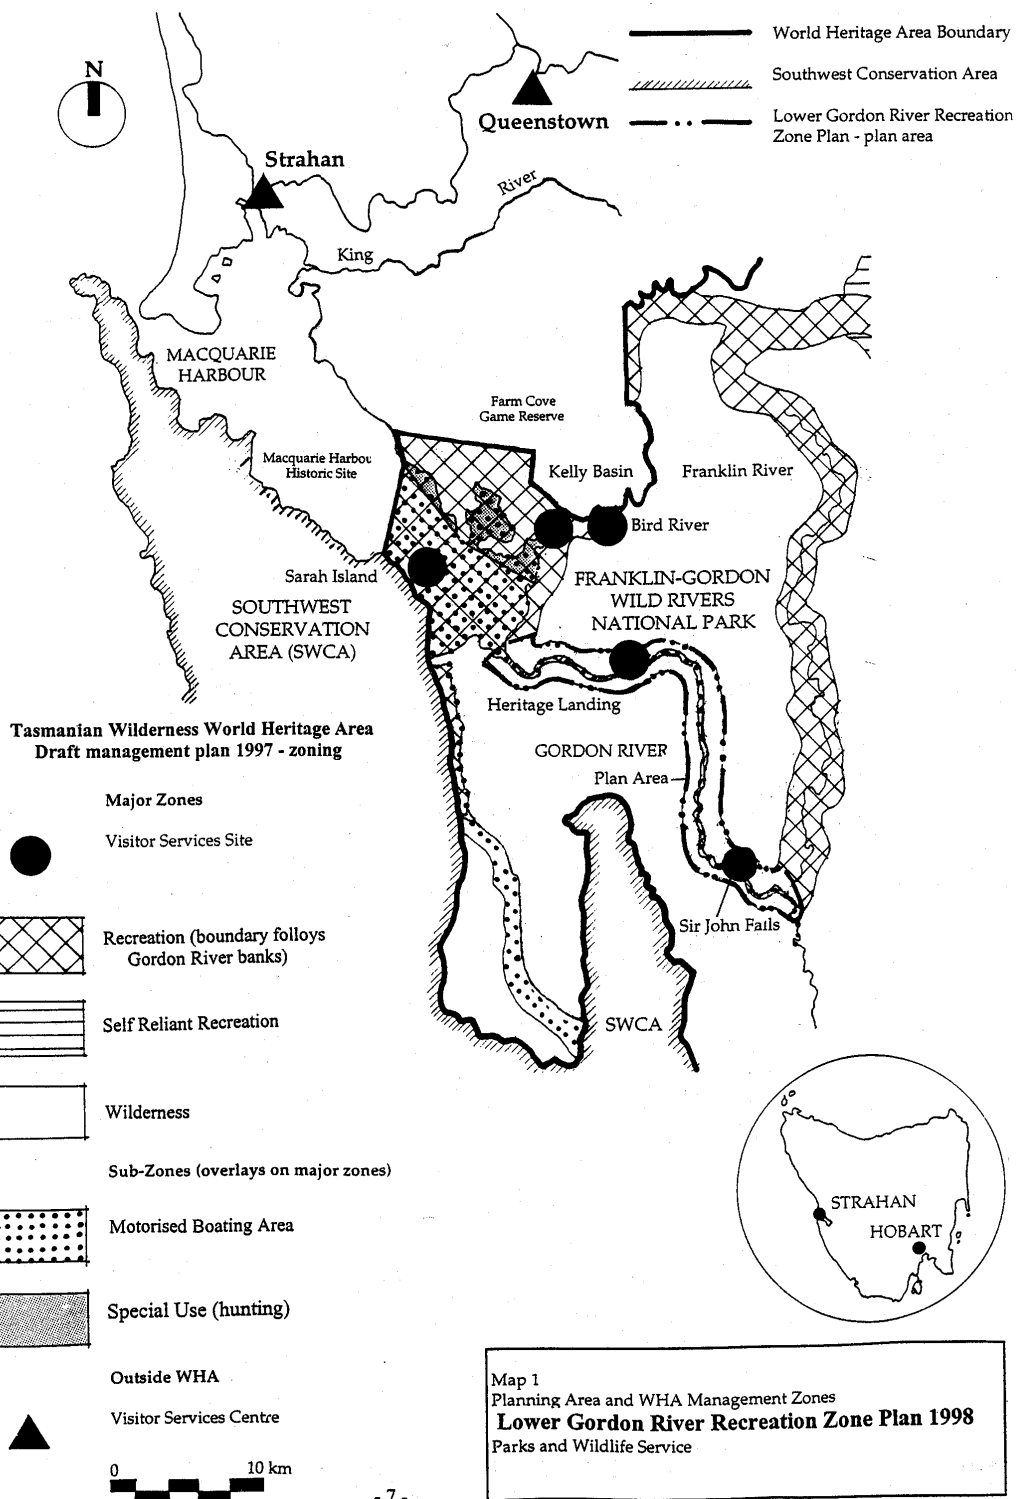 World Heritage Area Boundary
Southwest Conservation Area
Lower Gordon River Recreation
Zone Plan - plan area
N
Queenstown
Strahan
River
King
MACQUARIE
HARBOUR
Farm Cove
Game Reserve
Macquarie Harbou
Historic Site
Kelly Basin
Franklin River
Bird River
Sarah Island
FRANKLIN-GORDON
WILD RIVERS
NATIONAL PARK
SOUTHWEST
CONSERVATION
AREA (SWCA)
Heritage Landing
GORDON RIVER
Plan Area
Sir John Falls
SWCA
Tasmanian Wilderness World Heritage Area
Draft management plan 1997 - zoning
Major Zones
Visitor Services Site
Recreation (boundary folloys
Gordon River banks)
Self Reliant Recreation
Wilderness
Sub-Zones (overlays on major zones)
Motorised Boating Area
Special Use (hunting)
Outside WHA
Visitor Services Centre
0 10 km
STRAHAN
HOBART
Map 1
Planning Area and WHA Management Zones
Lower Gordon River Recreation Zone Plan 1998
Parks and Wildlife Service
- 7 -